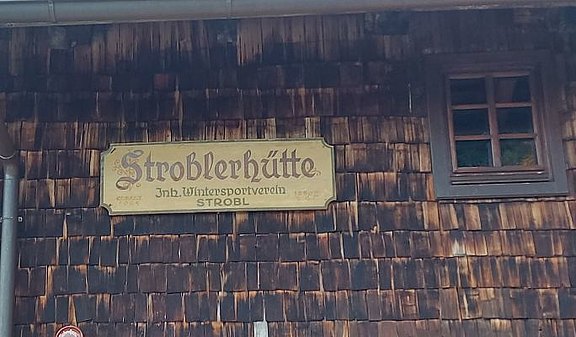 Stroblerhütte
Inh. Wintersportverein
STROBL